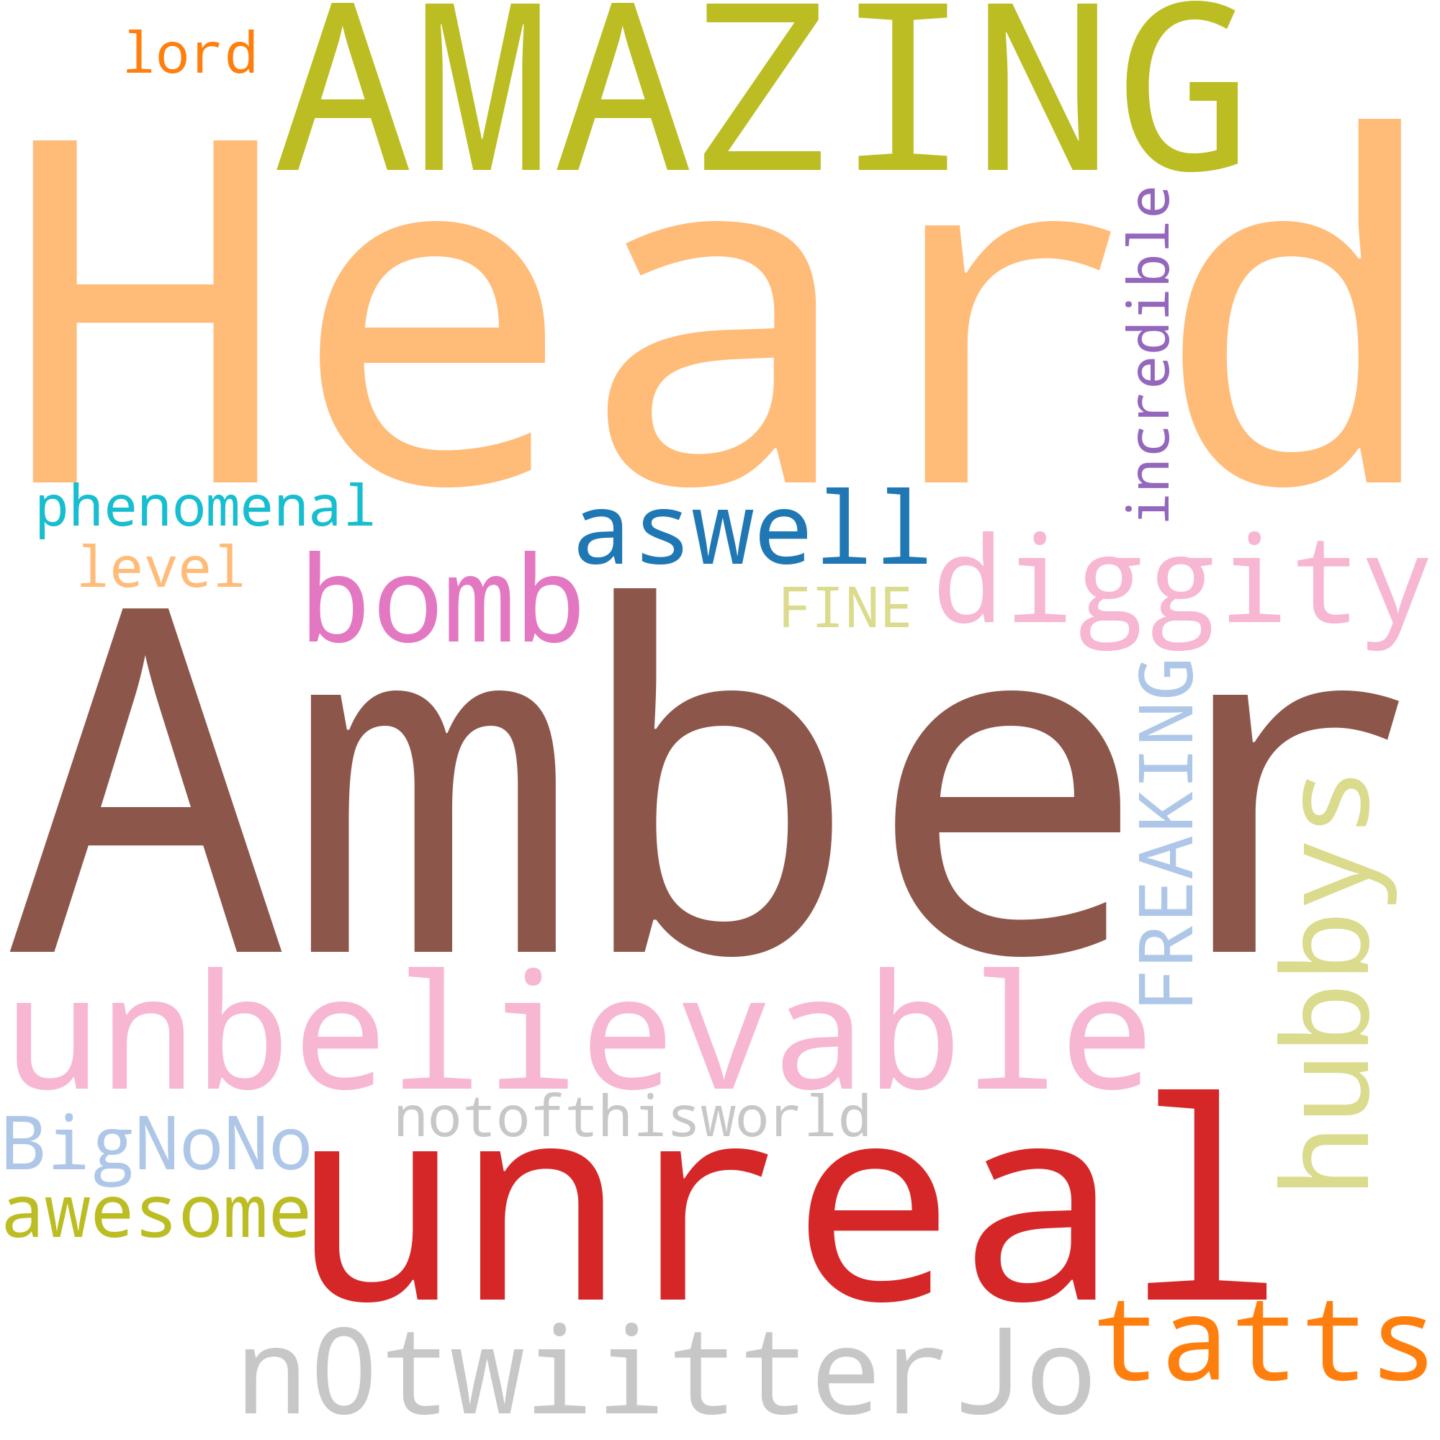 lord
AMAZING
Heard
incredible
phenomenal
aswell
level
bomb
FINE
diggity
Amber
FREAKING
hubbys
unbelievable
notofthisworld
BigNoNo
unreal
awesome
n0twiitterJo
tatts